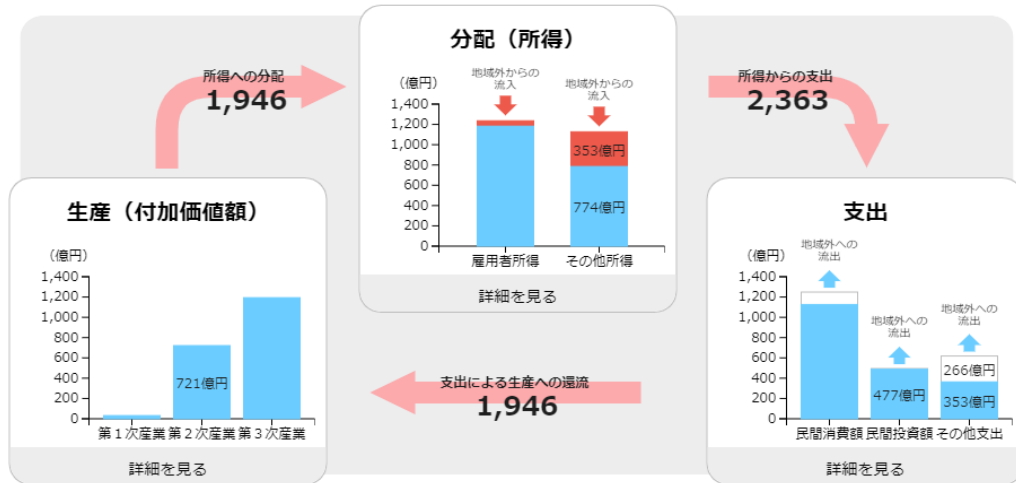 分配（所得）
（億円）
地域外からの
流入
地域外からの
流入
1,400
1,200
1,000
800
600
400
200
0
353億円
774億円
雇用者所得
その他所得
詳細を見る
所得への分配
1,946
所得からの支出
2,363
生産（付加価値額）
（億円）
1,400
1,200
1,000
800
600
400
200
0
721億円
第１次産業
第２次産業
第３次産業
詳細を見る
支出による生産への還流
1,946
支出
（億円）
地域外への
流出
地域外への
流出
地域外への
流出
1,400
1,200
1,000
800
600
400
200
0
477億円
266億円
353億円
民間消費額
民間投資額
その他支出
詳細を見る